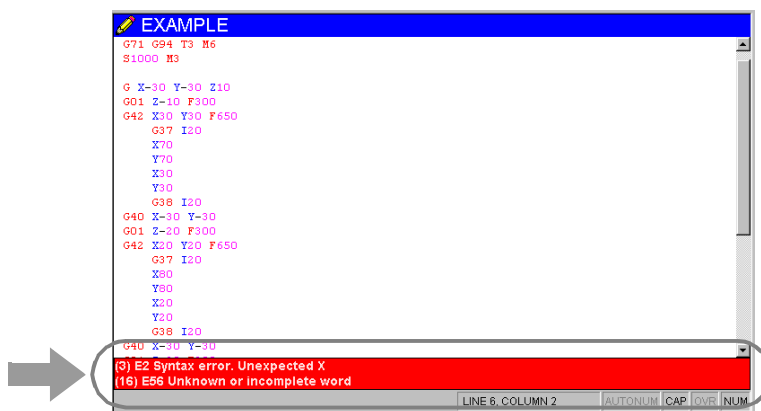 EXAMPLE
G71 G94 T3 M6
S1000 M3
G X-30 Y-30 Z10
G01 Z-10 F300
G42 X30 Y30 F650
G37 I20
X70
Y70
X30
Y30
G38 I20
G40 X-30 Y-30
G01 Z-20 F300
G42 X20 Y20 F650
G37 I20
X80
Y80
X20
Y20
G38 I20
G40 X-30 Y-30
(3) E2 Syntax error. Unexpected X
(16) E56 Unknown or incomplete word
LINE 6, COLUMN 2 AUTONUM CAP OVR NUM